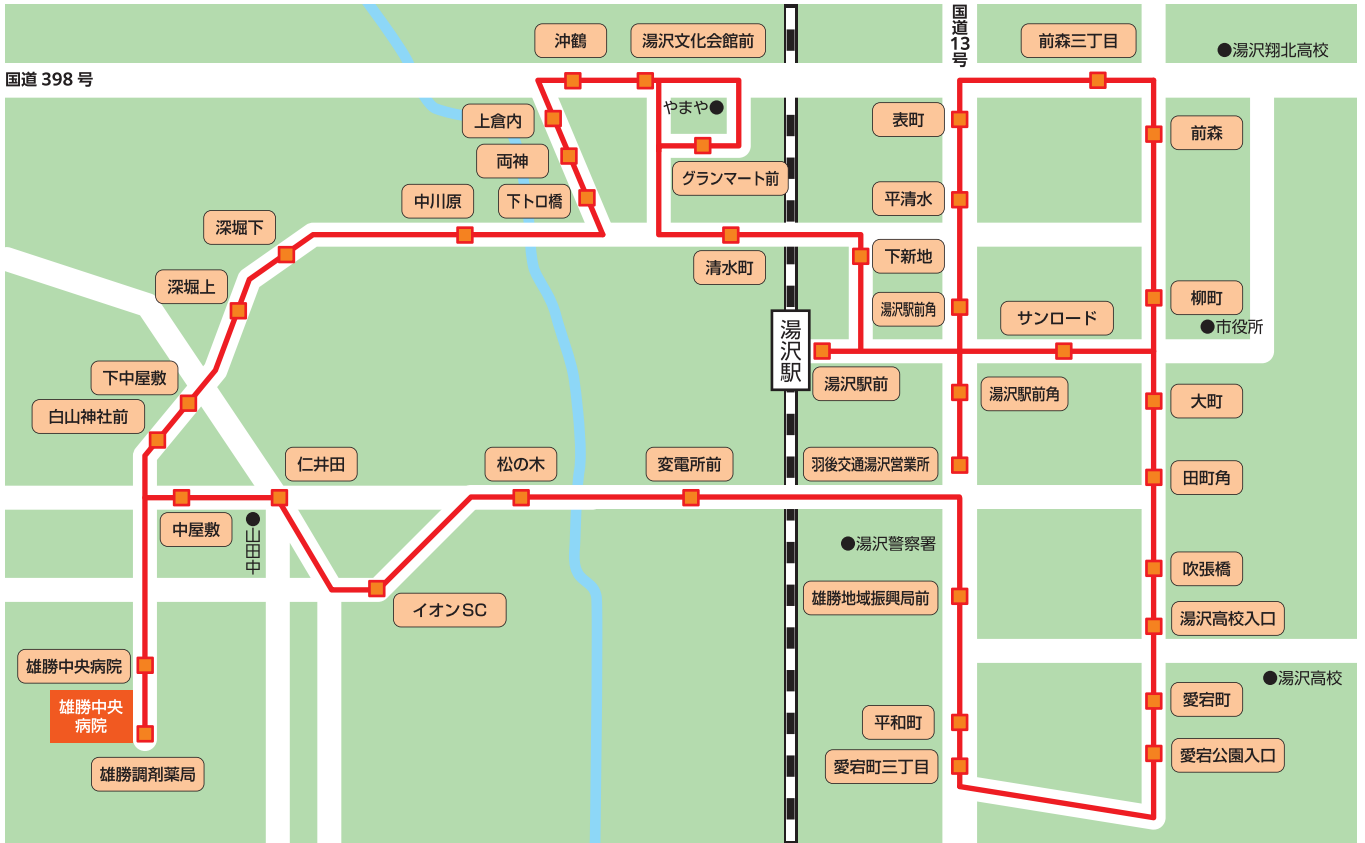 国道13号
沖鶴
湯沢文化会館前
前森三丁目
湯沢翔北高校
国道398号
やまや
上倉内
表町
前森
両神
グランマート前
中川原
下トロ橋
平清水
深堀下
清水町
下新地
深堀上
湯沢駅前角
サンロード
柳町
市役所
湯沢駅
下中屋敷
湯沢駅前
湯沢駅前角
大町
白山神社前
仁井田
松の木
変電所前
羽後交通湯沢営業所
田町角
中屋敷
山田中
湯沢警察署
吹張橋
イオンSC
雄勝地域振興局前
湯沢高校入口
雄勝中央病院
湯沢高校
雄勝中央
病院
平和町
愛宕町
雄勝調剤薬局
愛宕町三丁目
愛宕公園入口